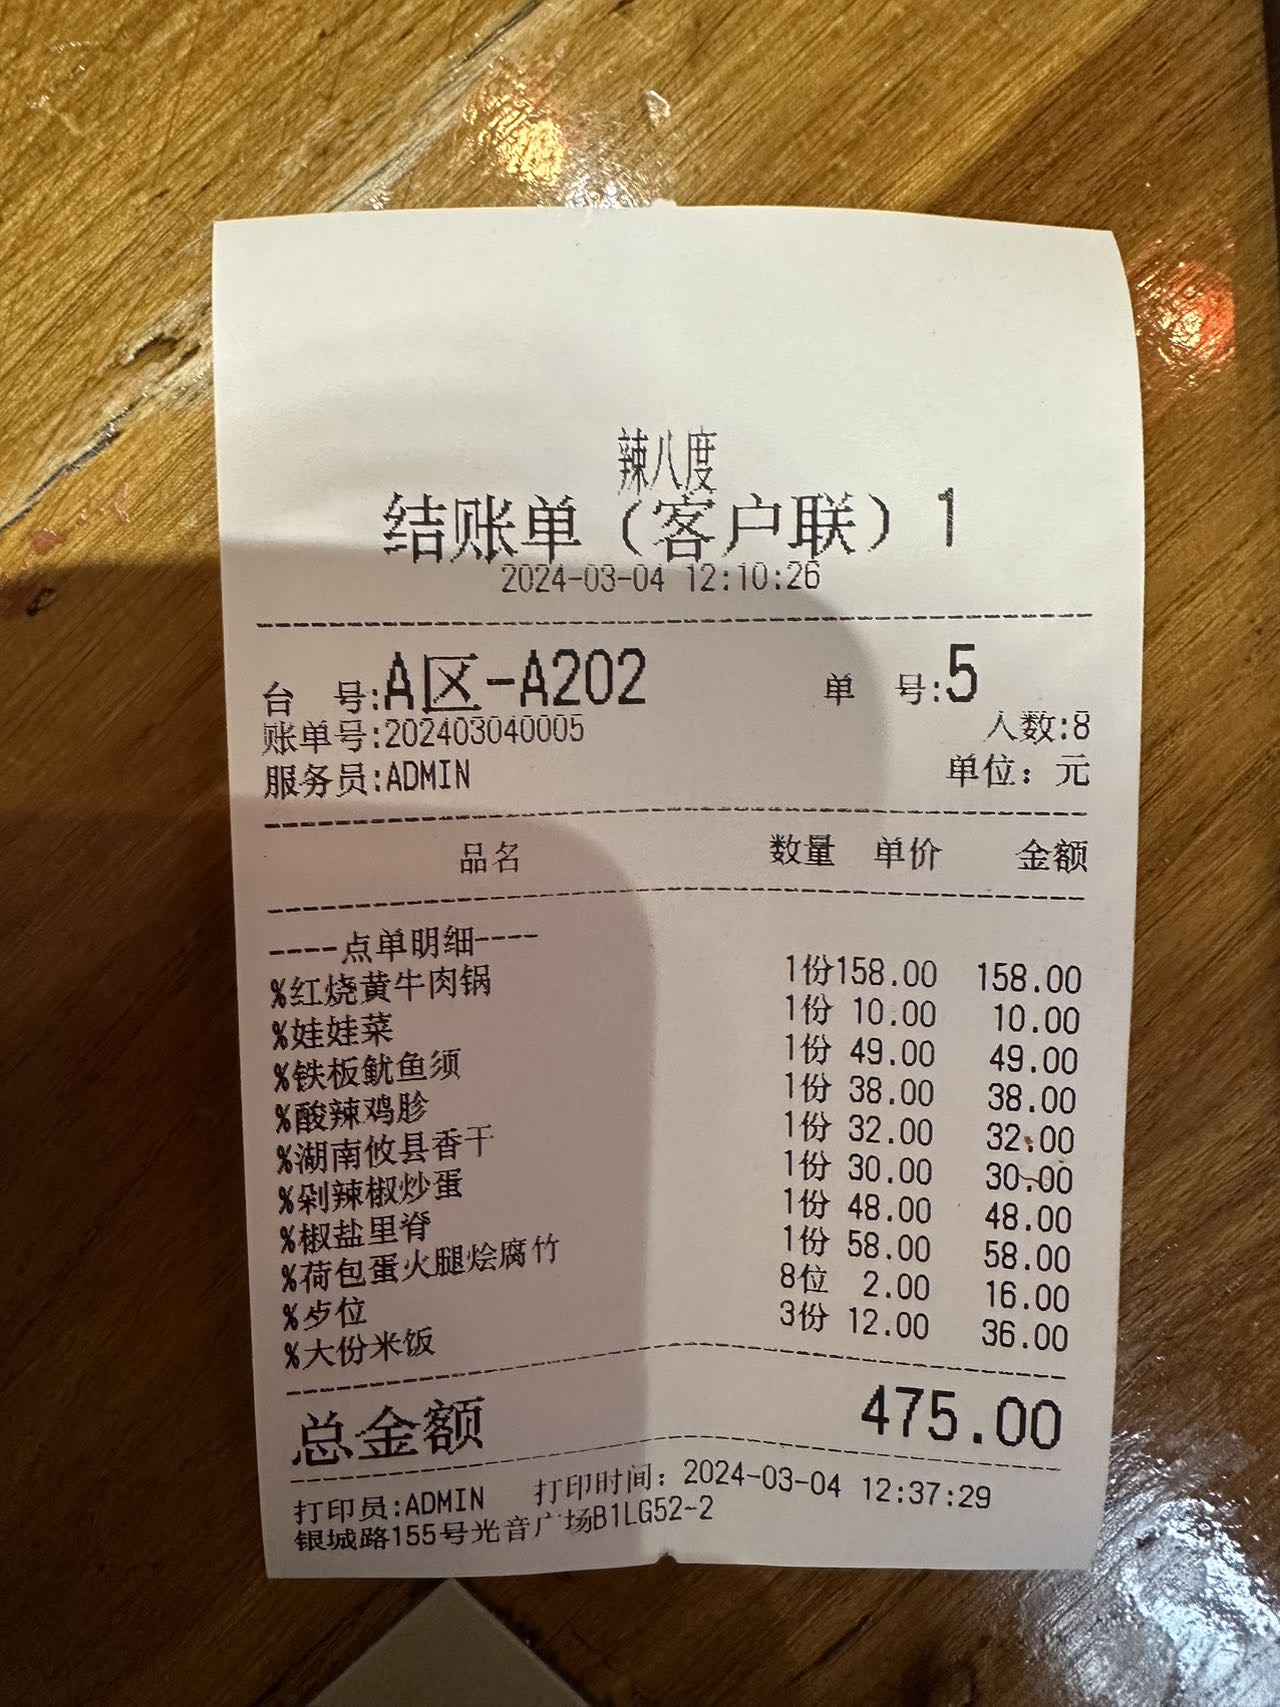 辣八度
结账单（客户联）1
2024-03-04 12:10:26
台 号:A区-A202 单 号:5
账单号:202403040005 人数:8
服务员:ADMIN 单位：元
品名 数量 单价 金额
----点单明细----
%红烧黄牛肉锅 1份 158.00 158.00
%娃娃菜 1份 10.00 10.00
%铁板鱿鱼须 1份 49.00 49.00
%酸辣鸡胗 1份 38.00 38.00
%湖南攸县香干 1份 32.00 32.00
%剁辣椒炒蛋 1份 30.00 30.00
%椒盐里脊 1份 48.00 48.00
%荷包蛋火腿烩腐竹 1份 58.00 58.00
%歺位 8位 2.00 16.00
%大份米饭 3份 12.00 36.00
总金额 475.00
打印员:ADMIN 打印时间：2024-03-04 12:37:29
银城路155号光音广场B1LG52-2